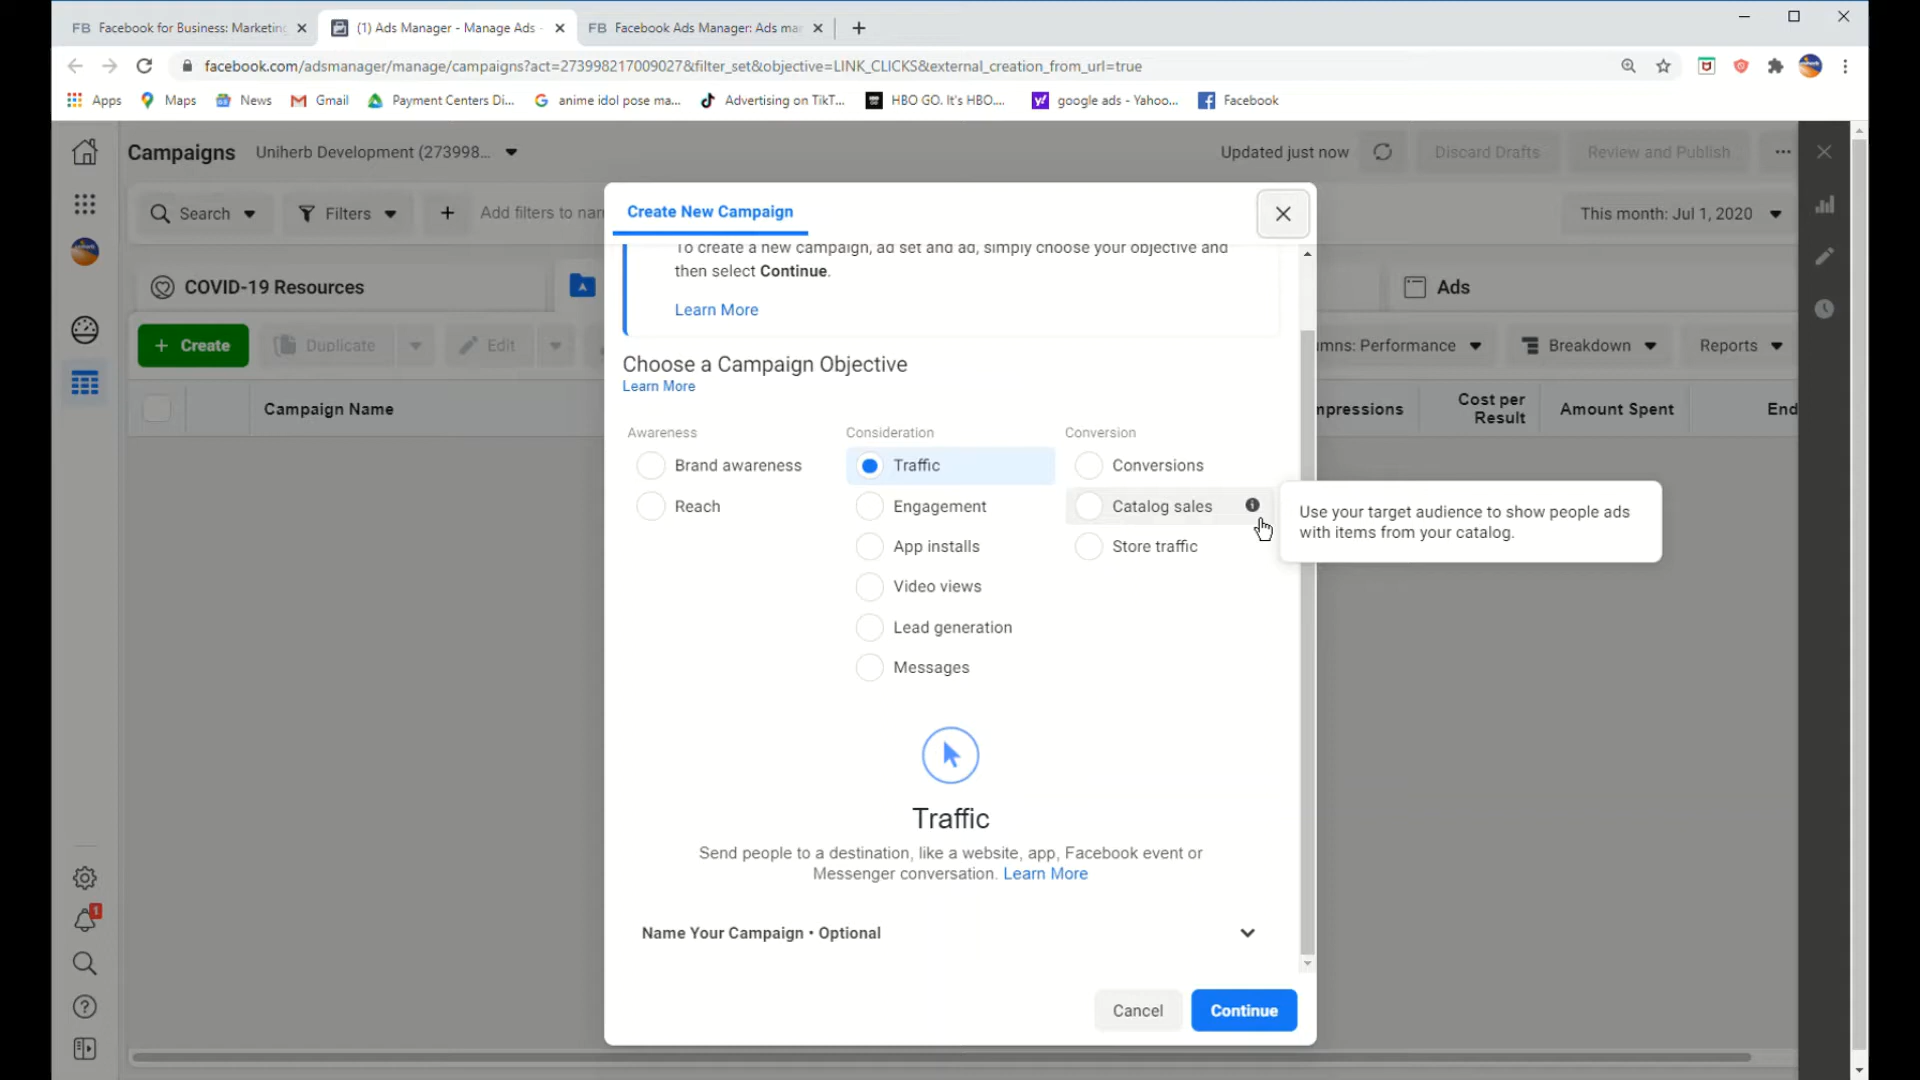 FB Facebook for Business: Marketing
(1) Ads Manager - Manage Ads -
FB Facebook Ads Manager: Ads ma
facebook.com/adsmanager/manage/campaigns?act=273998217009027&filter_set&objective=LINK_CLICKS&external_creation_from_url=true
Apps
Maps
News
Gmail
Payment Centers Di...
anime idol pose ma...
Advertising on TikT...
HBO GO. It's HBO....
google ads - Yahoo...
Facebook
Campaigns
Uniherb Development (273998...
Updated just now
Discard Drafts
Review and Publish
Search
Filters
Add filters to nar
This month: Jul 1, 2020
COVID-19 Resources
Ads
+ Create
Duplicate
Edit
mns: Performance
Breakdown
Reports
Campaign Name
mpressions
Cost per
Result
Amount Spent
End
Create New Campaign
To create a new campaign, ad set and ad, simply choose your objective and
then select Continue.
Learn More
Choose a Campaign Objective
Learn More
Awareness
Brand awareness
Reach
Consideration
Traffic
Engagement
App installs
Video views
Lead generation
Messages
Conversion
Conversions
Catalog sales
Store traffic
Use your target audience to show people ads
with items from your catalog.
Traffic
Send people to a destination, like a website, app, Facebook event or
Messenger conversation. Learn More
Name Your Campaign • Optional
Cancel
Continue
1